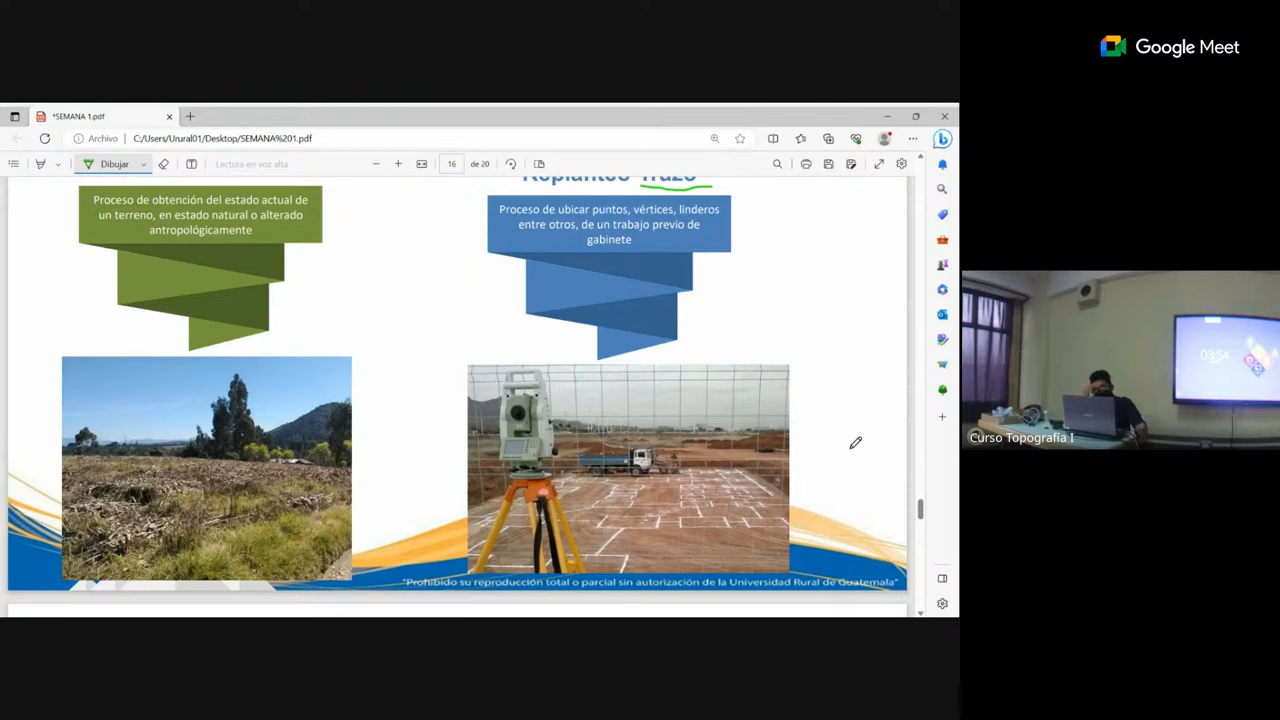 Google Meet
*SEMANA 1.pdf
Archivo
C:/Users/Urural01/Desktop/SEMANA%201.pdf
Dibujar
Lectura en voz alta
16
de 20
Replanteo Trazo
Proceso de obtención del estado actual de
un terreno, en estado natural o alterado
antropológicamente
Proceso de ubicar puntos, vértices, linderos
entre otros, de un trabajo previo de
gabinete
"Prohibido su reproducción total o parcial sin autorización de la Universidad Rural de Guatemala"
03:54
Curso Topografía I